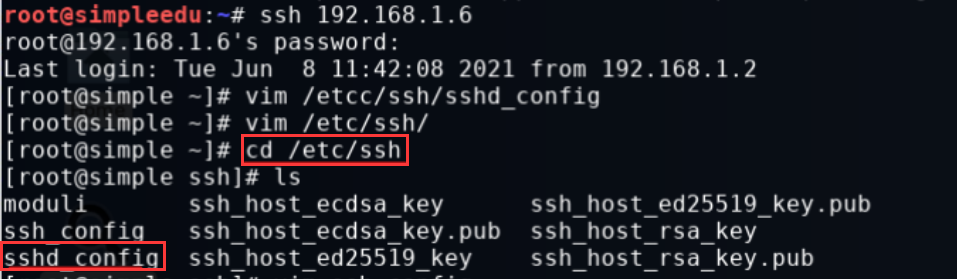 root@simpleedu:~# ssh 192.168.1.6
root@192.168.1.6's password:
Last login: Tue Jun  8 11:42:08 2021 from 192.168.1.2
[root@simple ~]# vim /etcc/ssh/sshd_config
[root@simple ~]# vim /etc/ssh/
[root@simple ~]# cd /etc/ssh
[root@simple ssh]# ls
moduli      ssh_host_ecdsa_key      ssh_host_ed25519_key.pub
ssh_config   ssh_host_ecdsa_key.pub  ssh_host_rsa_key
sshd_config  ssh_host_ed25519_key    ssh_host_rsa_key.pub